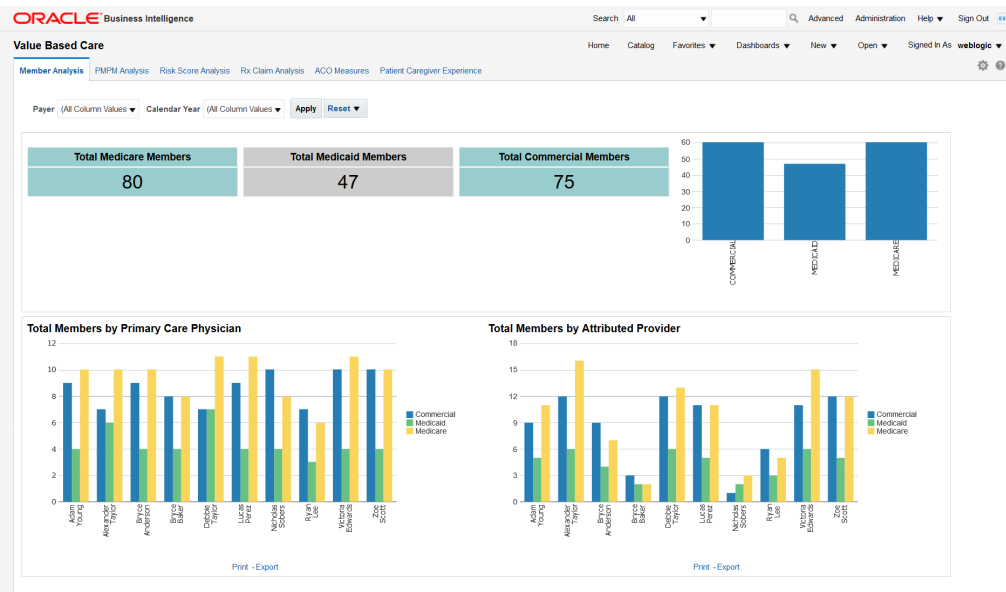 ORACLE Business Intelligence
Search All Advanced Administration Help Sign Out
Value Based Care
Home Catalog Favorites Dashboards New Open Signed In As weblogic
Member Analysis PMPM Analysis Risk Score Analysis Rx Claim Analysis ACO Measures Patient Caregiver Experience
Payer (All Column Values Calendar Year (All Column Values Apply Reset
Total Medicare Members
80
Total Medicaid Members
47
Total Commercial Members
75
60
50
40
30
20
10
0
COMMERCIAL
MEDICAID
MEDICARE
Total Members by Primary Care Physician
12
10
8
6
4
2
0
Adam
Young
Alexander
Taylor
Bryce
Anderson
Bryce
Baker
Debbie
Taylor
Lucas
Perez
Nicholas
Sobers
Ryan
Lee
Victoria
Edwards
Zoe
Scott
Commercial
Medicaid
Medicare
Print - Export
Total Members by Attributed Provider
18
15
12
9
6
3
0
Adam
Young
Alexander
Taylor
Bryce
Anderson
Bryce
Baker
Debbie
Taylor
Lucas
Perez
Nicholas
Sobers
Ryan
Lee
Victoria
Edwards
Zoe
Scott
Commercial
Medicaid
Medicare
Print - Export